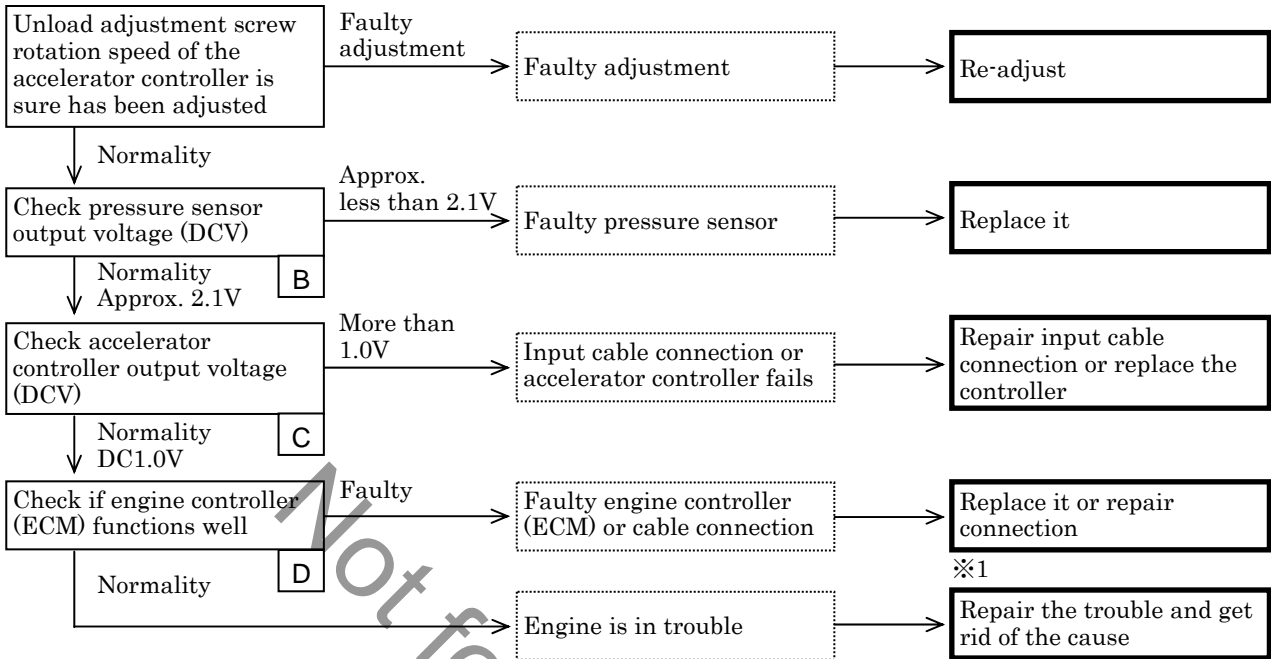 Unload adjustment screw
rotation speed of the
accelerator controller is
sure has been adjusted
Faulty
adjustment
Faulty adjustment
Re-adjust
Normality
Check pressure sensor
output voltage (DCV)
B
Approx.
less than 2.1V
Faulty pressure sensor
Replace it
Normality
Approx. 2.1V
Check accelerator
controller output voltage
(DCV)
C
More than
1.0V
Input cable connection or
accelerator controller fails
Repair input cable
connection or replace the
controller
Normality
DC1.0V
Check if engine controller
(ECM) functions well
D
Faulty
Faulty engine controller
(ECM) or cable connection
Replace it or repair
connection
※1
Normality
Engine is in trouble
Repair the trouble and get
rid of the cause
Not